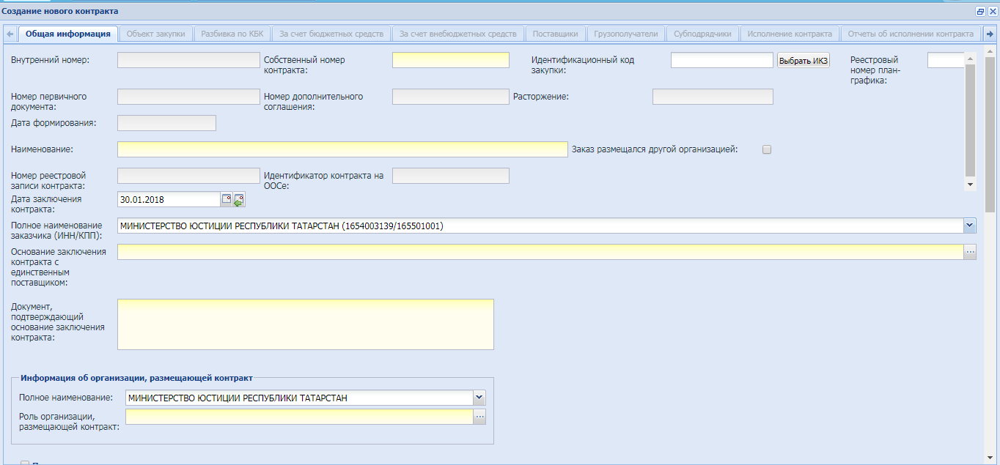 Создание нового контракта
Общая информация
Объект закупки
Разбивка по КБК
За счет бюджетных средств
За счет внебюджетных средств
Поставщики
Грузополучатели
Субподрядчики
Исполнение контракта
Отчеты об исполнении контракта
Внутренний номер:
Собственный номер
контракта:
Идентификационный код
закупки:
Выбрать ИКЗ
Реестровый
номер план-
графика:
Номер первичного
документа:
Номер дополнительного
соглашения:
Расторжение:
Дата формирования:
Наименование:
Заказ размещался другой организацией:
Номер реестровой
записи контракта:
Идентификатор контракта на
ООСе:
Дата заключения
контракта:
30.01.2018
Полное наименование
заказчика (ИНН/КПП):
МИНИСТЕРСТВО ЮСТИЦИИ РЕСПУБЛИКИ ТАТАРСТАН (1654003139/165501001)
Основание заключения
контракта с
единственным
поставщиком:
Документ,
подтверждающий
основание заключения
контракта:
Информация об организации, размещающей контракт
Полное наименование:
МИНИСТЕРСТВО ЮСТИЦИИ РЕСПУБЛИКИ ТАТАРСТАН
Роль организации,
размещающей контракт: